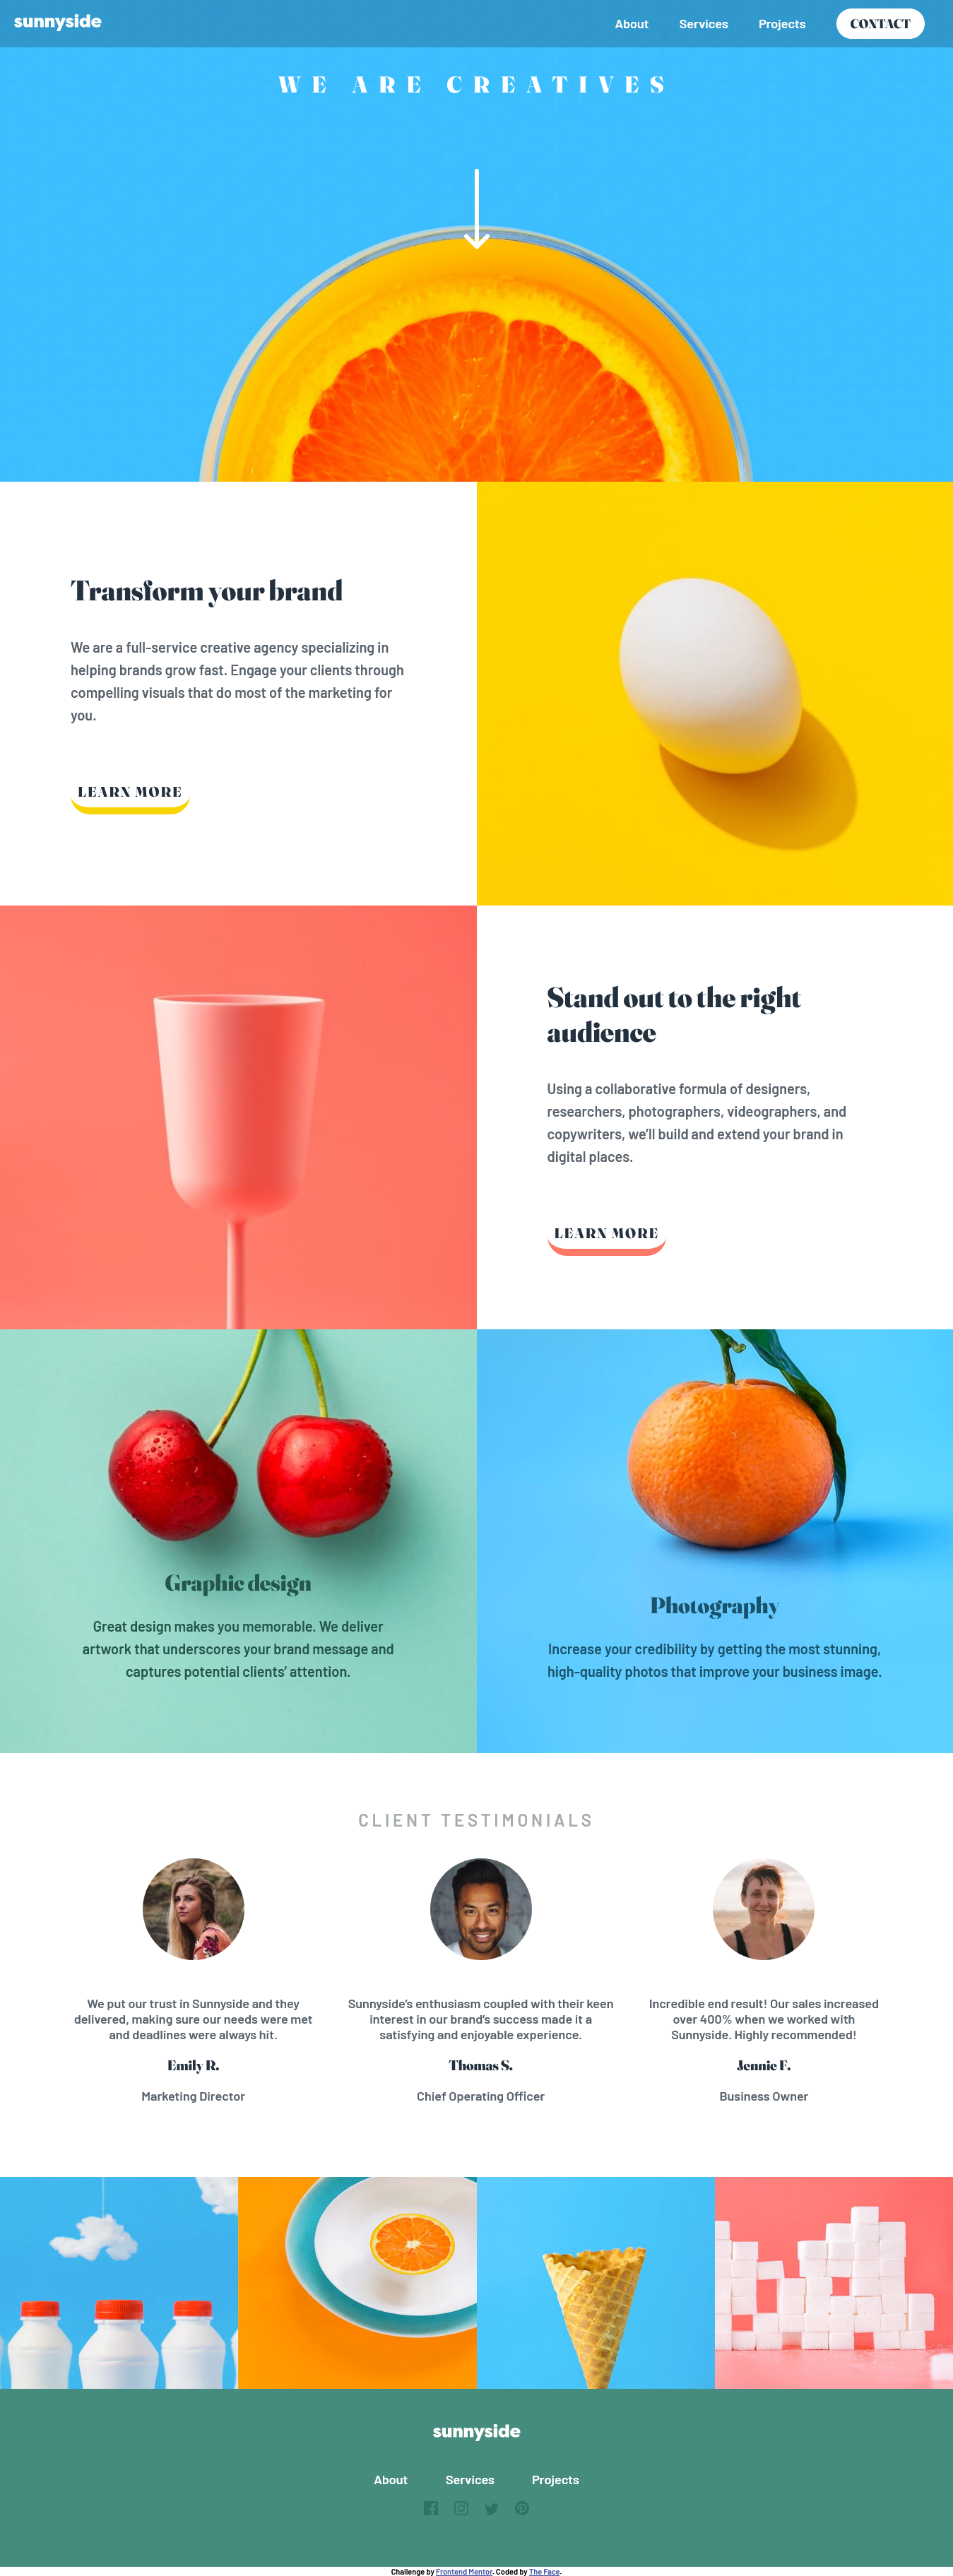 sunnyside
About Services Projects CONTACT
WE ARE CREATIVES
Transform your brand
We are a full-service creative agency specializing in
helping brands grow fast. Engage your clients through
compelling visuals that do most of the marketing for
you.
LEARN MORE
Stand out to the right
audience
Using a collaborative formula of designers,
researchers, photographers, videographers, and
copywriters, we’ll build and extend your brand in
digital places.
LEARN MORE
Graphic design
Great design makes you memorable. We deliver
artwork that underscores your brand message and
captures potential clients’ attention.
Photography
Increase your credibility by getting the most stunning,
high-quality photos that improve your business image.
CLIENT TESTIMONIALS
We put our trust in Sunnyside and they
delivered, making sure our needs were met
and deadlines were always hit.
Emily R.
Marketing Director
Sunnyside’s enthusiasm coupled with their keen
interest in our brand’s success made it a
satisfying and enjoyable experience.
Thomas S.
Chief Operating Officer
Incredible end result! Our sales increased
over 400% when we worked with
Sunnyside. Highly recommended!
Jennie F.
Business Owner
sunnyside
About Services Projects
Challenge by Frontend Mentor. Coded by The Face.